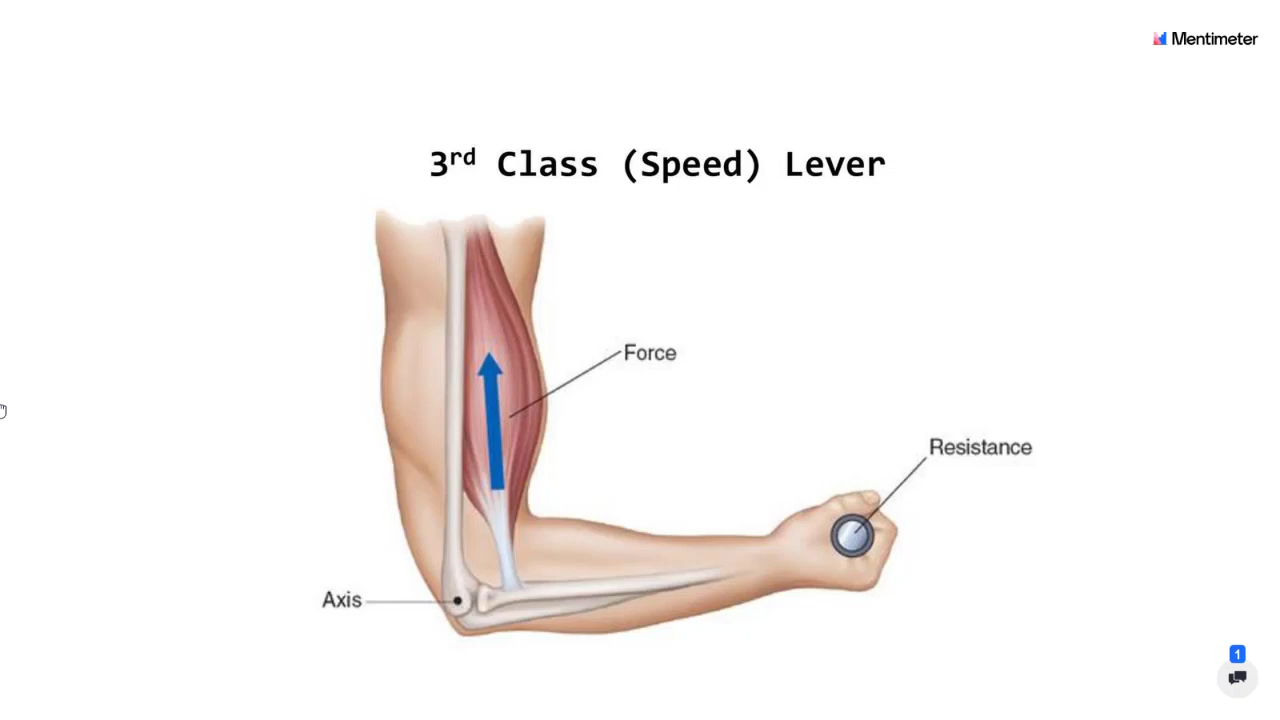 Mentimeter
3rd Class (Speed) Lever
Force
Resistance
Axis
1